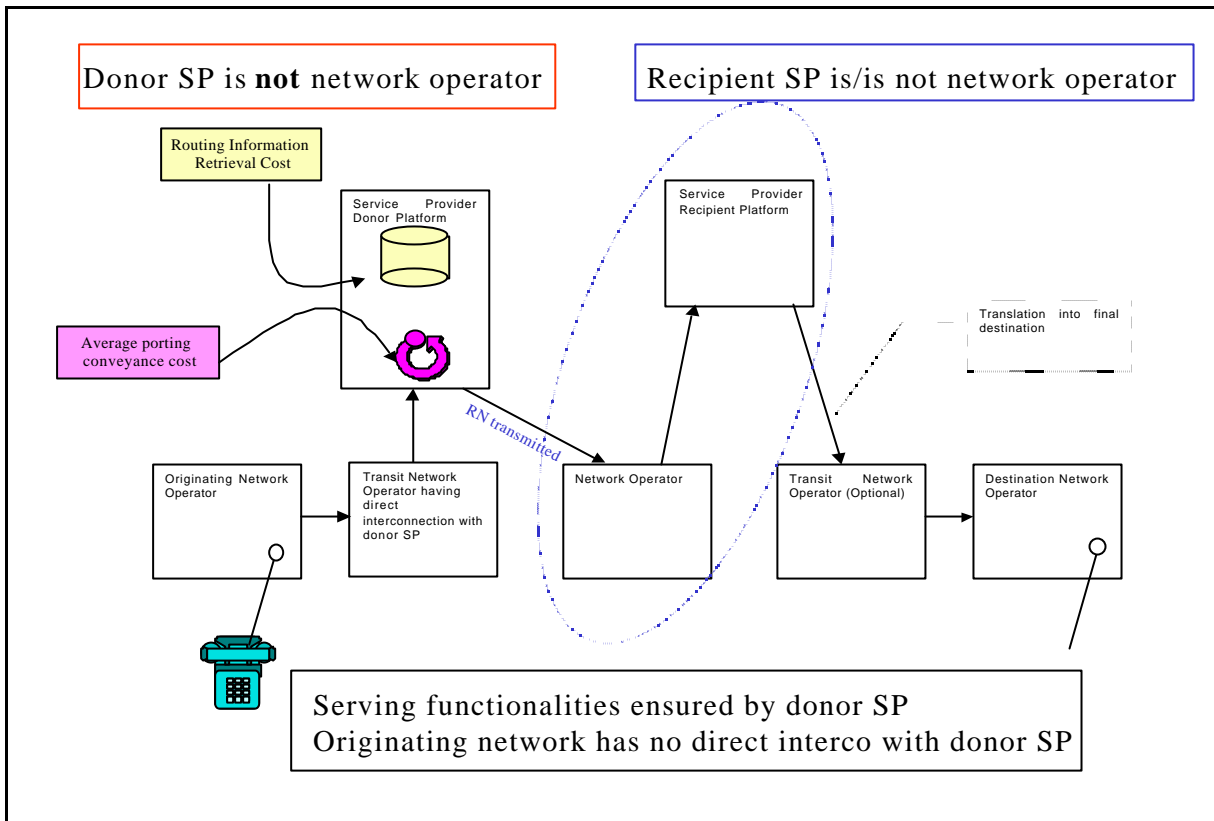 Donor SP is not network operator
Recipient SP is/is not network operator
Routing Information
Retrieval Cost
Service Provider
Donor Platform
Service Provider
Recipient Platform
Translation into final
destination
Average porting
conveyance cost
RN transmitted
Originating Network
Operator
Transit Network
Operator having
direct
interconnection with
donor SP
Network Operator
Transit Network
Operator (Optional)
Destination Network
Operator
Serving functionalities ensured by donor SP
Originating network has no direct interco with donor SP